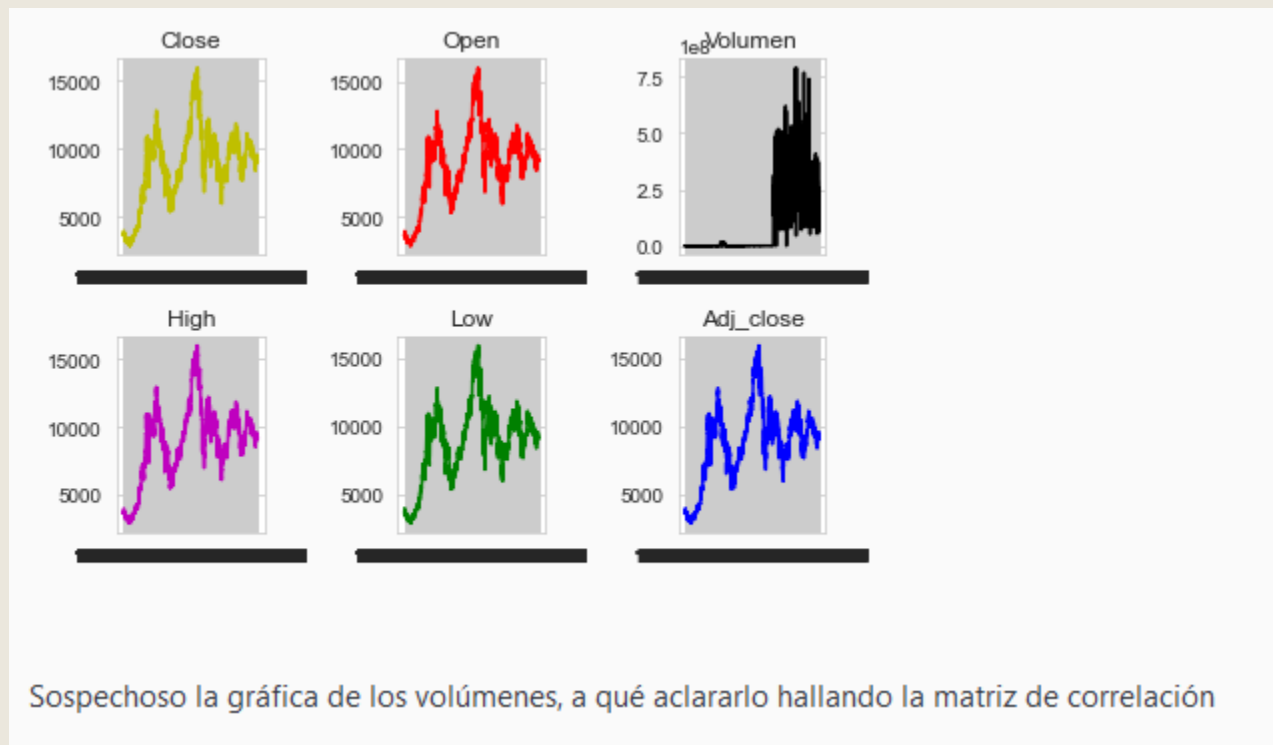 Close Open Volumen
1e8
15000 15000 7.5
10000 10000 5.0
5000 5000 2.5
0.0
High Low Adj_close
15000 15000 15000
10000 10000 10000
5000 5000 5000
Sospechoso la gráfica de los volúmenes, a qué aclararlo hallando la matriz de correlación